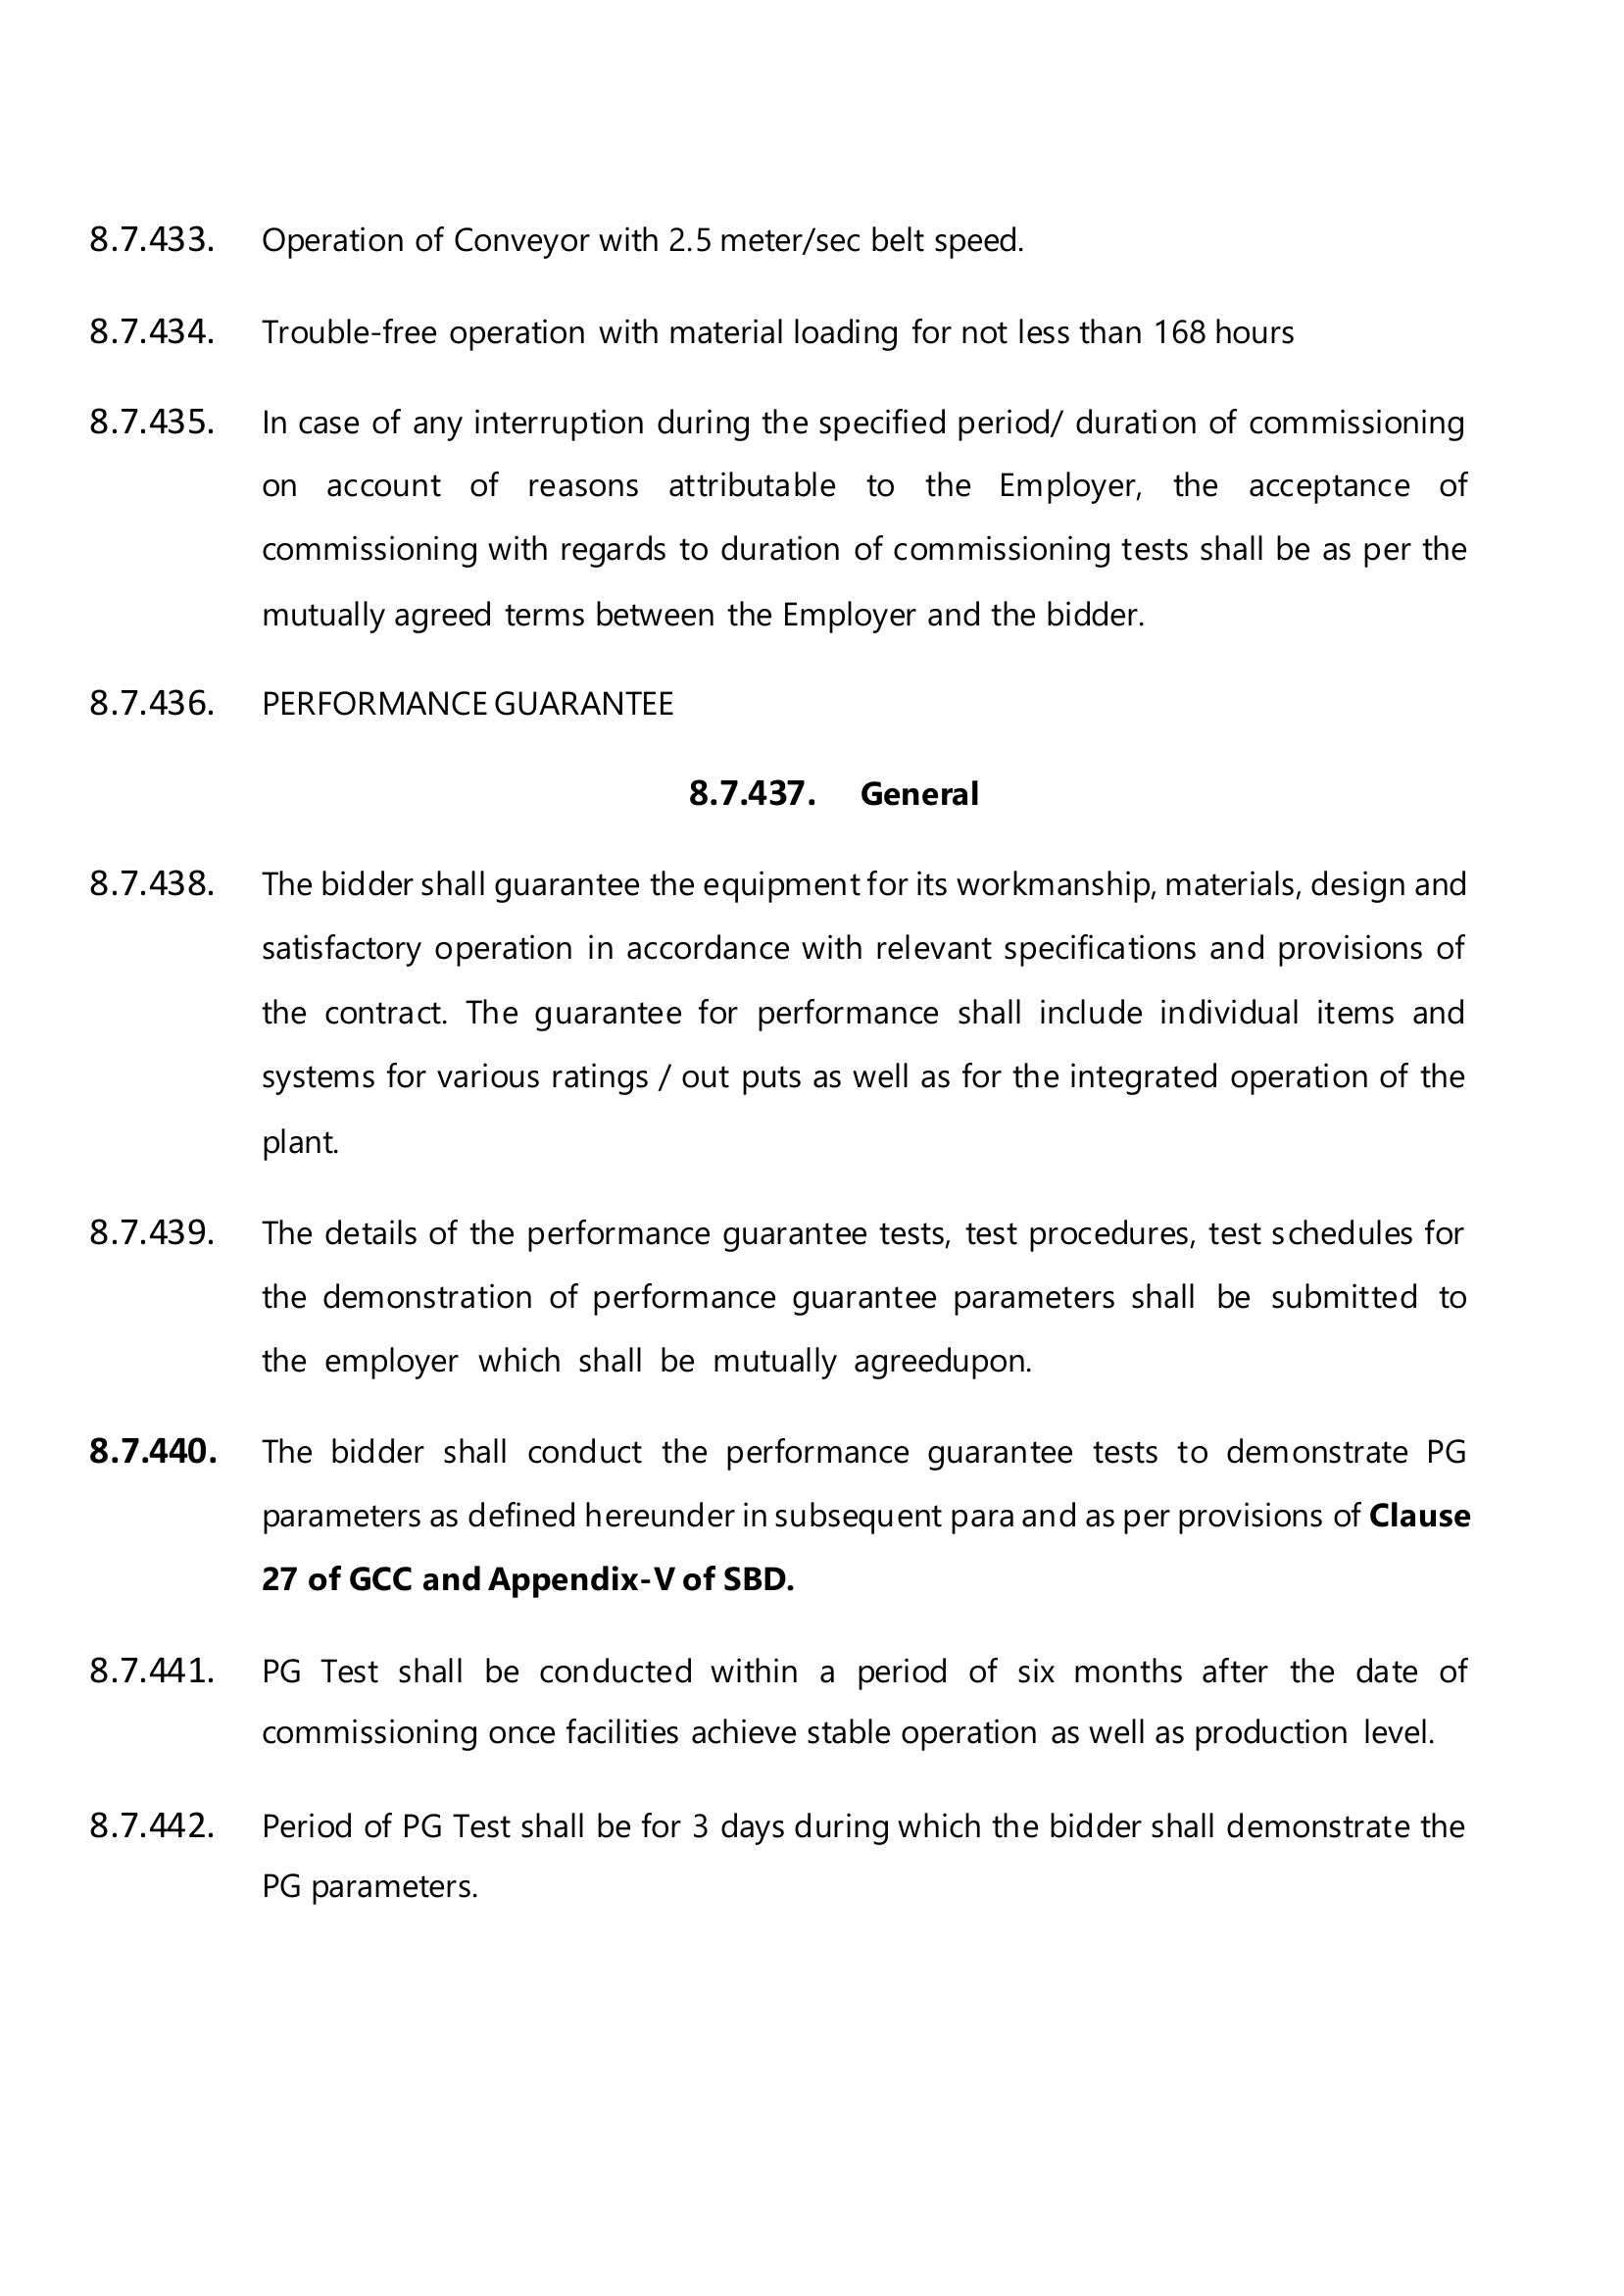 8.7.433. Operation of Conveyor with 2.5 meter/sec belt speed.
8.7.434. Trouble-free operation with material loading for not less than 168 hours
8.7.435. In case of any interruption during the specified period/ duration of commissioning
on account of reasons attributable to the Employer, the acceptance of
commissioning with regards to duration of commissioning tests shall be as per the
mutually agreed terms between the Employer and the bidder.
8.7.436. PERFORMANCE GUARANTEE
8.7.437. General
8.7.438. The bidder shall guarantee the equipment for its workmanship, materials, design and
satisfactory operation in accordance with relevant specifications and provisions of
the contract. The guarantee for performance shall include individual items and
systems for various ratings / out puts as well as for the integrated operation of the
plant.
8.7.439. The details of the performance guarantee tests, test procedures, test schedules for
the demonstration of performance guarantee parameters shall be submitted to
the employer which shall be mutually agreedupon.
8.7.440. The bidder shall conduct the performance guarantee tests to demonstrate PG
parameters as defined hereunder in subsequent para and as per provisions of Clause
27 of GCC and Appendix-V of SBD.
8.7.441. PG Test shall be conducted within a period of six months after the date of
commissioning once facilities achieve stable operation as well as production level.
8.7.442. Period of PG Test shall be for 3 days during which the bidder shall demonstrate the
PG parameters.